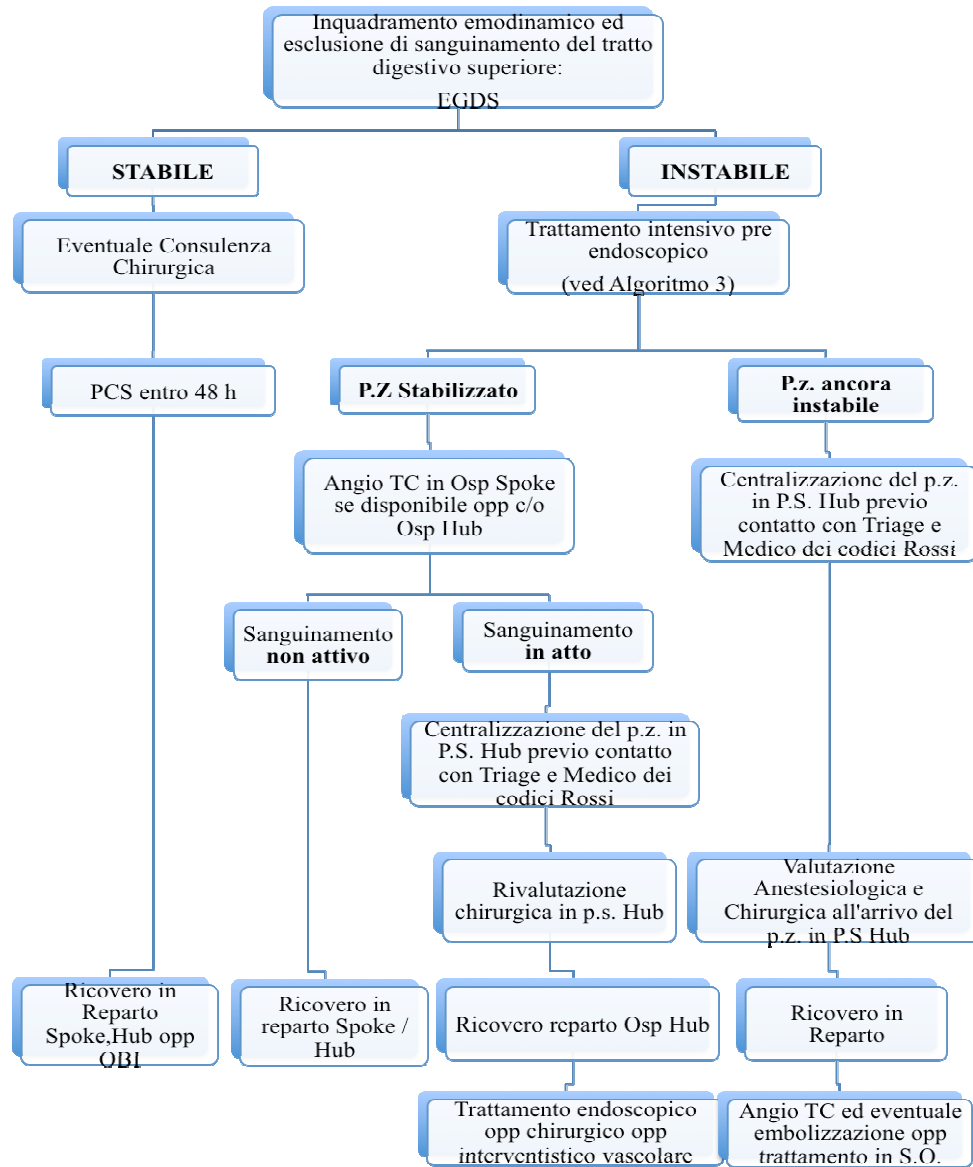 Inquadramento emodinamico ed
esclusione di sanguinamento del tratto
digestivo superiore:
EGDS
STABILE
INSTABILE
Eventuale Consulenza
Chirurgica
Trattamento intensivo pre
endoscopico
(ved Algoritmo 3)
PCS entro 48 h
P.Z Stabilizzato
P.z. ancora
instabile
Angio TC in Osp Spoke
se disponibile opp c/o
Osp Hub
Centralizzazione del p.z.
in P.S. Hub previo
contatto con Triage e
Medico dei codici Rossi
Sanguinamento
non attivo
Sanguinamento
in atto
Centralizzazione del p.z. in
P.S. Hub previo contatto
con Triage e Medico dei
codici Rossi
Rivalutazione
chirurgica in p.s. Hub
Valutazione
Anestesiologica e
Chirurgica all'arrivo del
p.z. in P.S Hub
Ricovero in
Reparto
Spoke,Hub opp
OBI
Ricovero in
reparto Spoke /
Hub
Ricovero reparto Osp Hub
Ricovero in
Reparto
Trattamento endoscopico
opp chirurgico opp
interventistico vascolare
Angio TC ed eventuale
embolizzazione opp
trattamento in S.O.